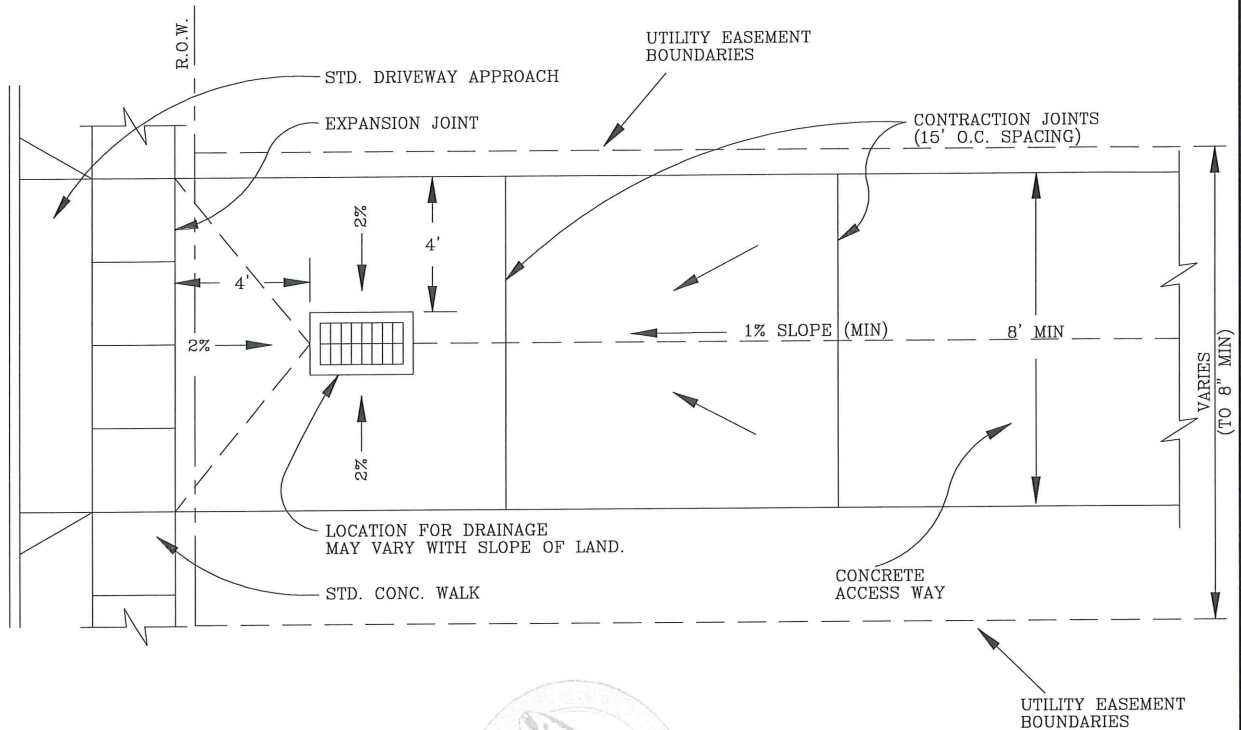 R.O.W.
UTILITY EASEMENT
BOUNDARIES
STD. DRIVEWAY APPROACH
EXPANSION JOINT
CONTRACTION JOINTS
(15' O.C. SPACING)
2%
4'
4'
2%
1% SLOPE (MIN)
8' MIN
VARIES
(TO 8" MIN)
2%
LOCATION FOR DRAINAGE
MAY VARY WITH SLOPE OF LAND.
STD. CONC. WALK
CONCRETE
ACCESS WAY
UTILITY EASEMENT
BOUNDARIES